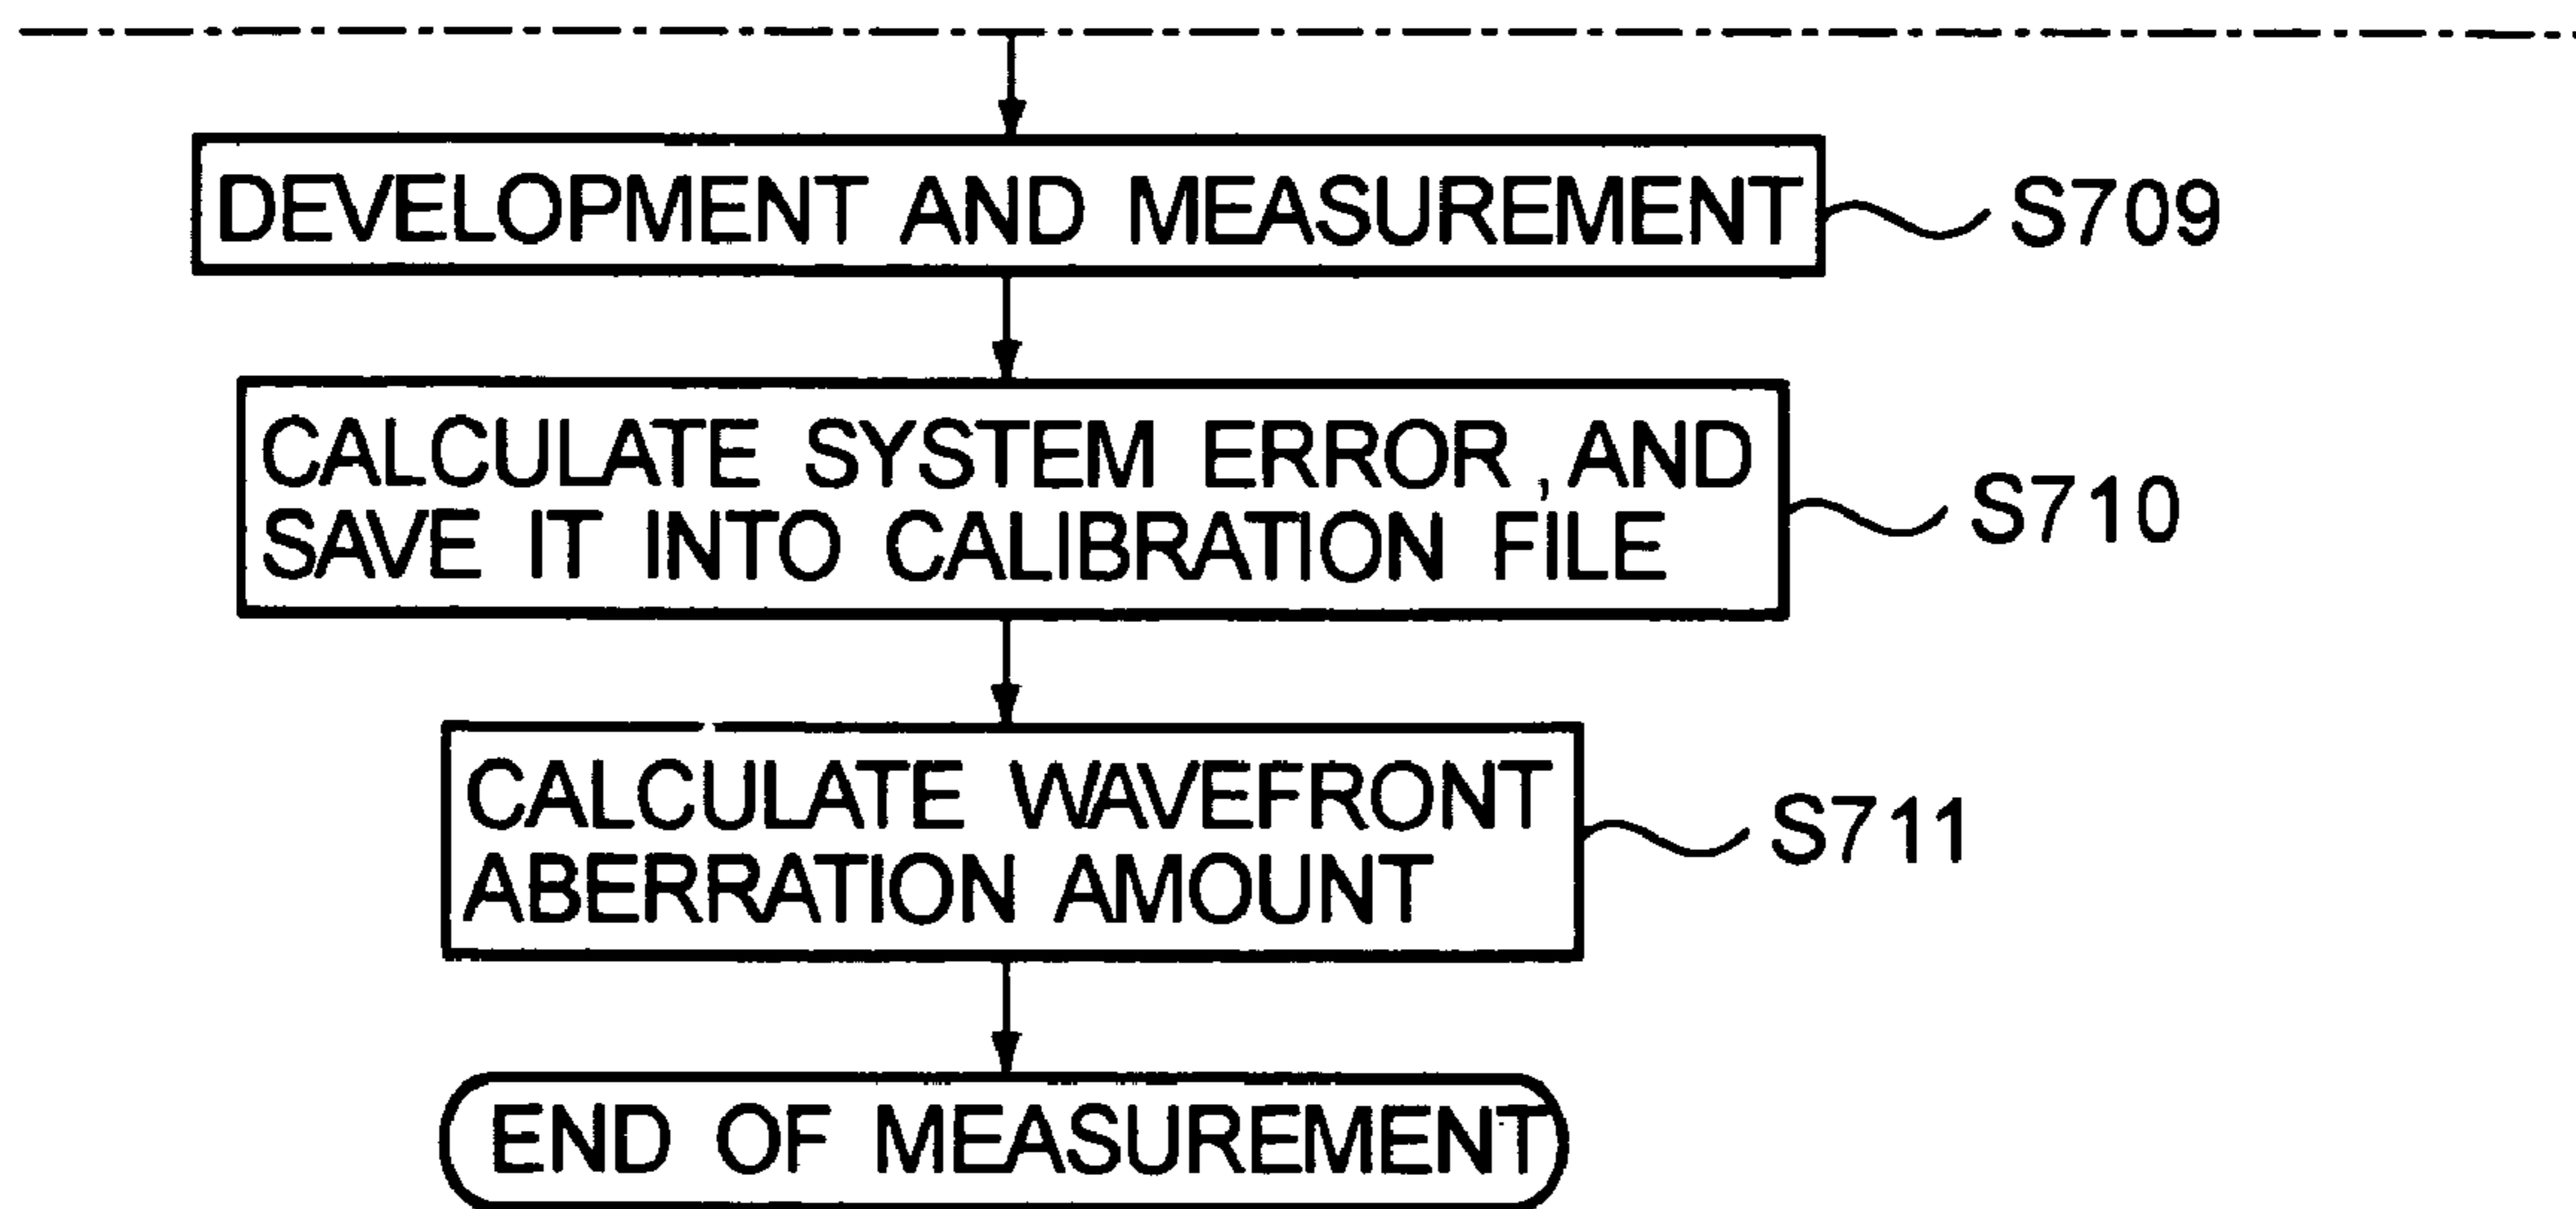 DEVELOPMENT AND MEASUREMENT
S709
CALCULATE SYSTEM ERROR, AND
SAVE IT INTO CALIBRATION FILE
S710
CALCULATE WAVEFRONT
ABERRATION AMOUNT
S711
END OF MEASUREMENT